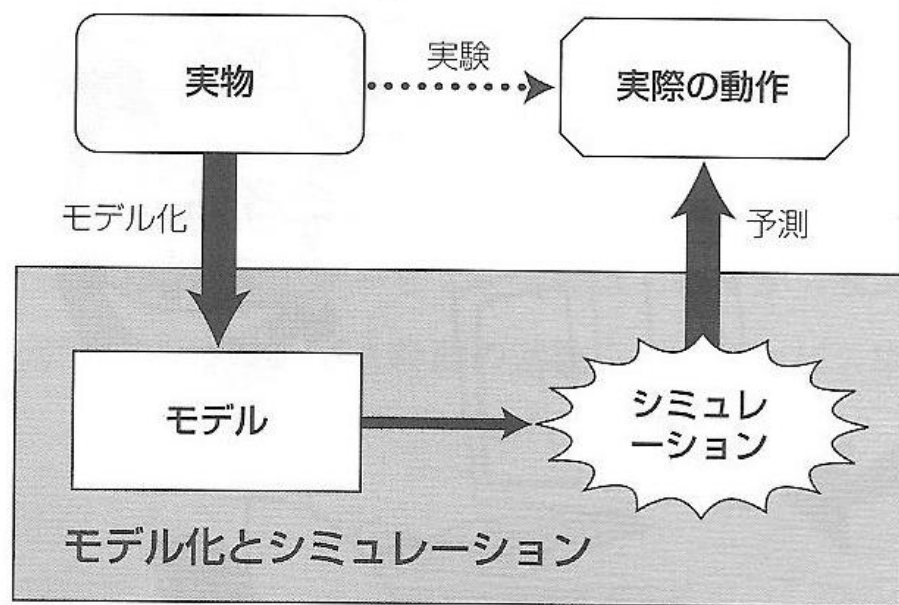 実物
実験
実際の動作
モデル化
予測
モデル
シミュレ
ーション
モデル化とシミュレーション